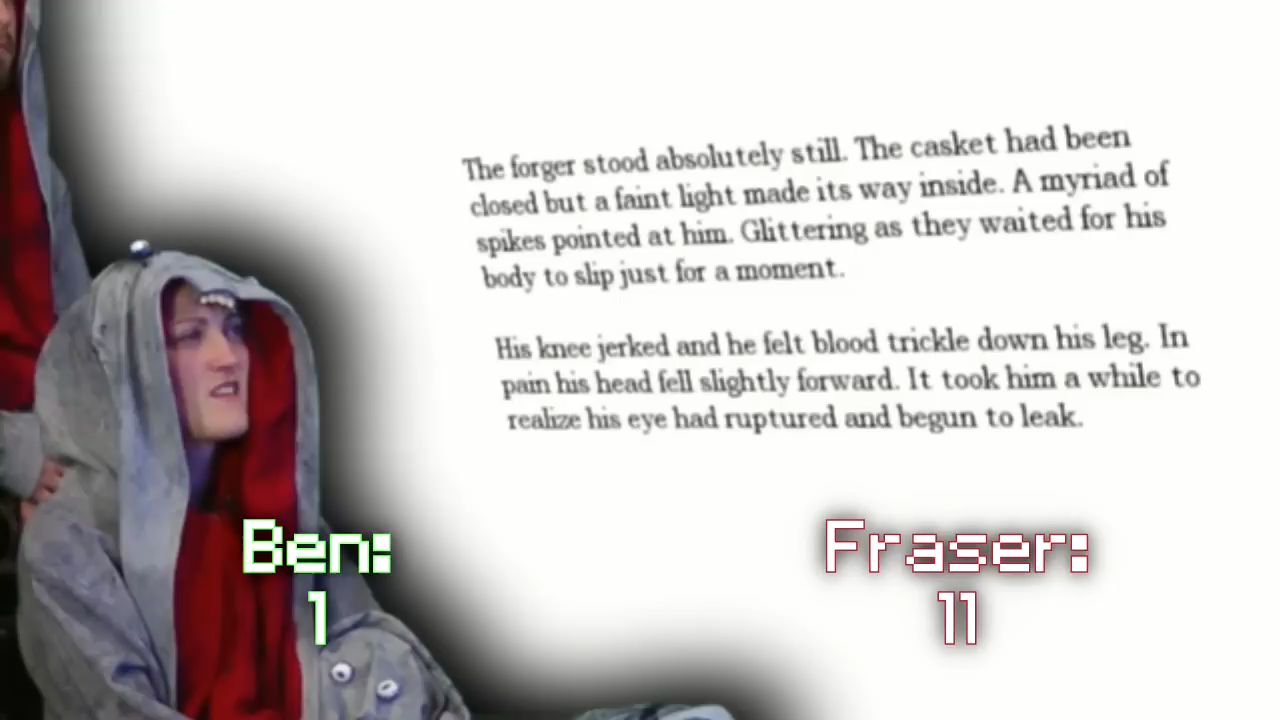 The forger stood absolutely still. The casket had been
closed but a faint light made its way inside. A myriad of
spikes pointed at him. Glittering as they waited for his
body to slip just for a moment.
His knee jerked and he felt blood trickle down his leg. In
pain his head fell slightly forward. It took him a while to
realize his eye had ruptured and begun to leak.
Ben:
1
Fraser:
11